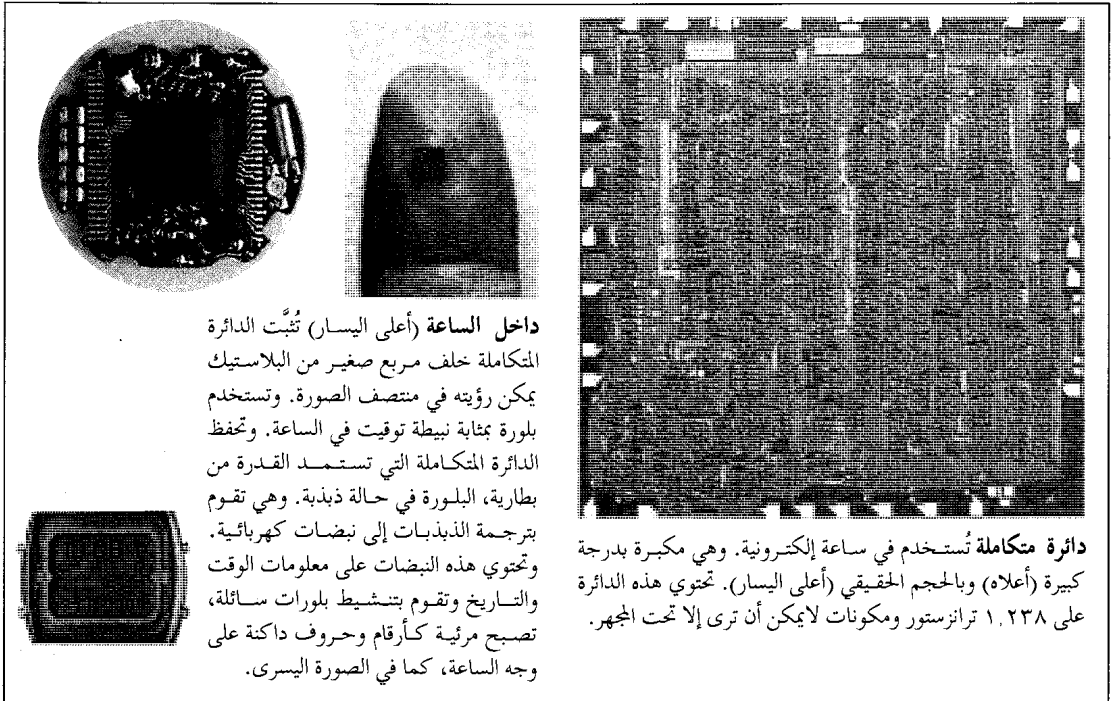 دائرة متكاملة تُستخدم في ساعة إلكترونية. وهي مكبرة بدرجة
كبيرة (أعلاه) وبالحجم الحقيقي (أعلى اليسار). تحتوي هذه الدائرة
على ١,٢٣٨ ترانزستور ومكونات لايمكن أن ترى إلا تحت المجهر.
داخل الساعة (أعلى اليسار) تُثبَّت الدائرة
المتكاملة خلف مربع صغير من البلاستيك
يمكن رؤيته في منتصف الصورة. وتستخدم
بلورة بمثابة نبيطة توقيت في الساعة. وتحفظ
الدائرة المتكاملة التي تستمد القدرة من
بطارية، البلورة في حالة ذبذبة. وهي تقوم
بترجمة الذبذبات إلى نبضات كهربائية.
وتحتوي هذه النبضات على معلومات الوقت
والتاريخ وتقوم بتنشيط بلورات سائلة،
تصبح مرئية كأرقام وحروف داكنة على
وجه الساعة، كما في الصورة اليسرى.